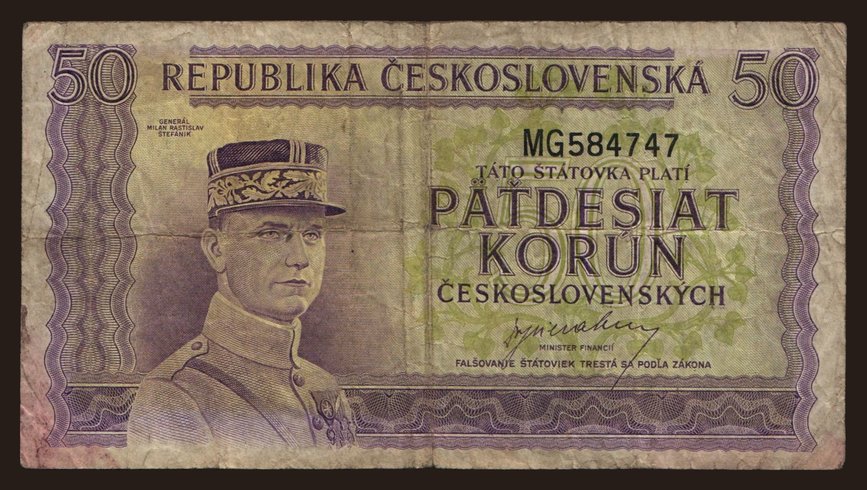 50 REPUBLIKA ČESKOSLOVENSKÁ 50
GENERÁL
MILAN RASTISLAV
ŠTEFÁNIK
MG584747
TÁTO ŠTÁTOVKA PLATÍ
PÄŤDESIAT
KORÚN
ČESKOSLOVENSKÝCH
MINISTER FINANCIÍ
FALŠOVANIE ŠTÁTOVIEK TRESTÁ SA PODĽA ZÁKONA